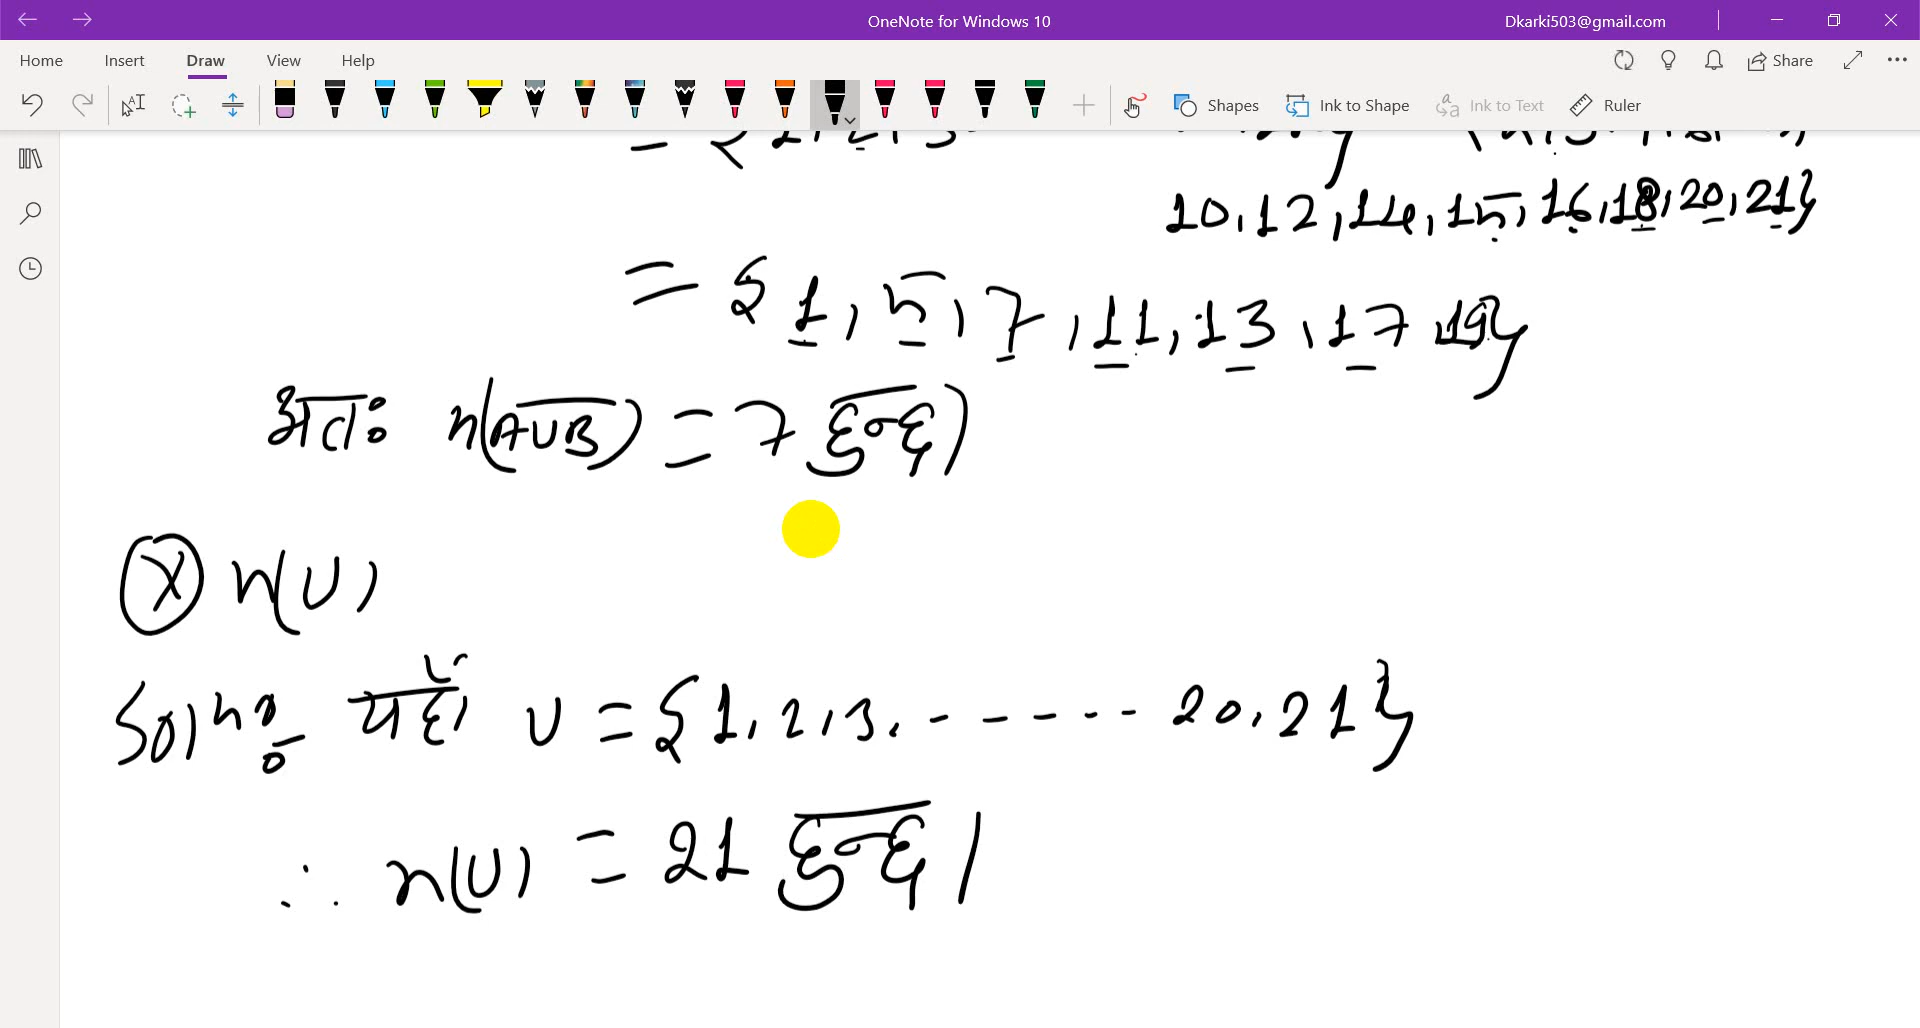 OneNote for Windows 10 Dkarki503@gmail.com
Home Insert Draw View Help Share
Shapes Ink to Shape Ink to Text Ruler
10, 12, 14, 15, 16, 18, 20, 21}
= { 1, 5, 7, 11, 13, 17, 19}
अतः n(A∪B) = 7 हुन्छ।
(X) n(U)
Solnः यहाँ U = {1, 2, 3, ------ 20, 21}
∴ n(U) = 21 हुन्छ।